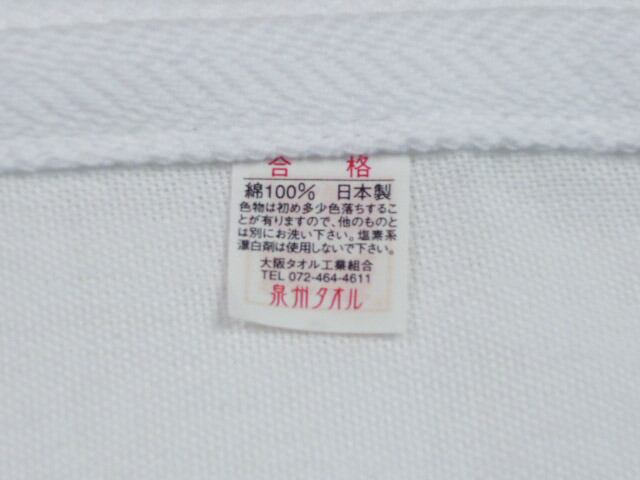 合格
綿100% 日本製
色物は初め多少色落ちするこ
とが有りますので、他のものと
は別にお洗い下さい。塩素系
漂白剤は使用しないで下さい。
大阪タオル工業組合
TEL 072-464-4611
泉州タオル